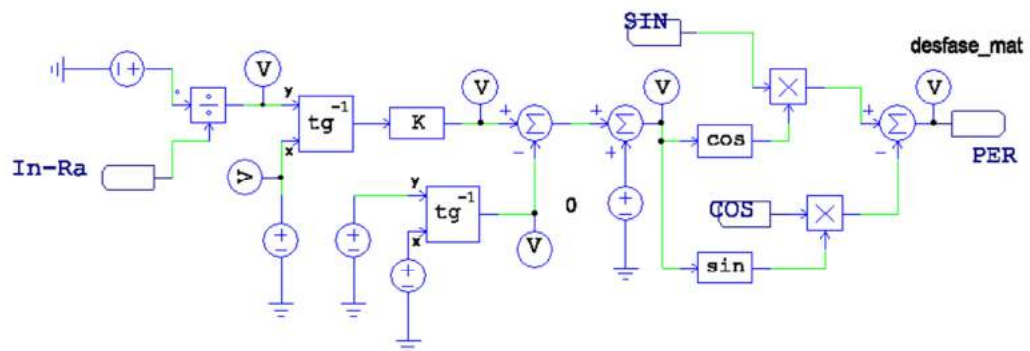 SIN
desfase_mat
V
V
V
V
y
tg⁻¹
x
K
+
Σ
-
+
Σ
+
cos
×
+
Σ
-
PER
In-Ra
÷
V
y
tg⁻¹
x
0
V
COS
×
sin